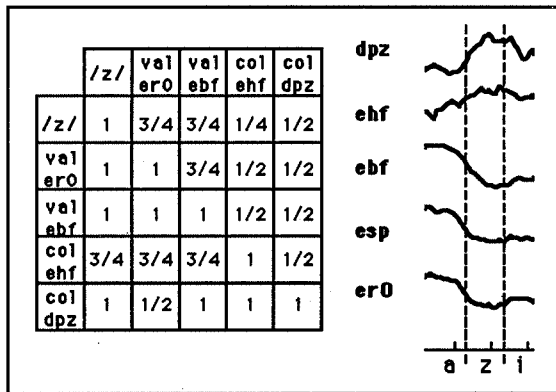 /z/ val er0 val ebf col ehf col dpz
/z/ 1 3/4 3/4 1/4 1/2
val er0 1 1 3/4 1/2 1/2
val ebf 1 1 1 1/2 1/2
col ehf 3/4 3/4 3/4 1 1/2
col dpz 1 1/2 1 1 1
dpz
ehf
ebf
esp
er0
a z i